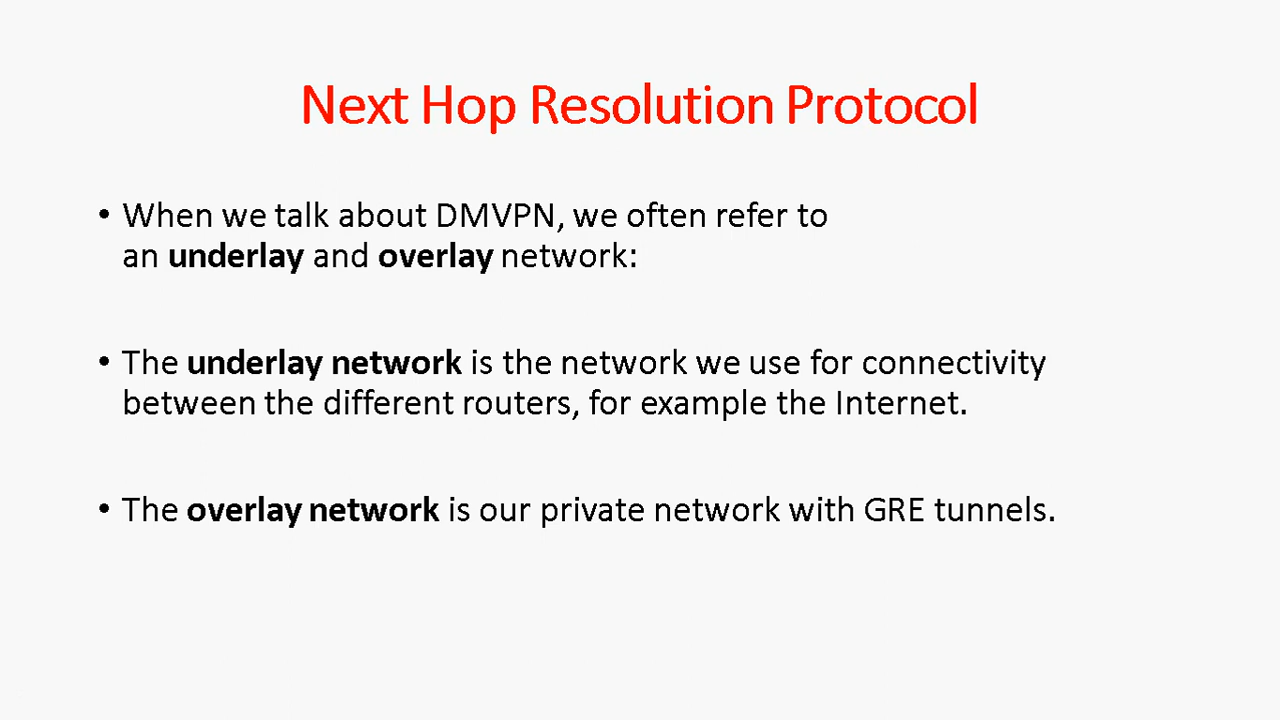 Next Hop Resolution Protocol
• When we talk about DMVPN, we often refer to
an underlay and overlay network:
• The underlay network is the network we use for connectivity
between the different routers, for example the Internet.
• The overlay network is our private network with GRE tunnels.